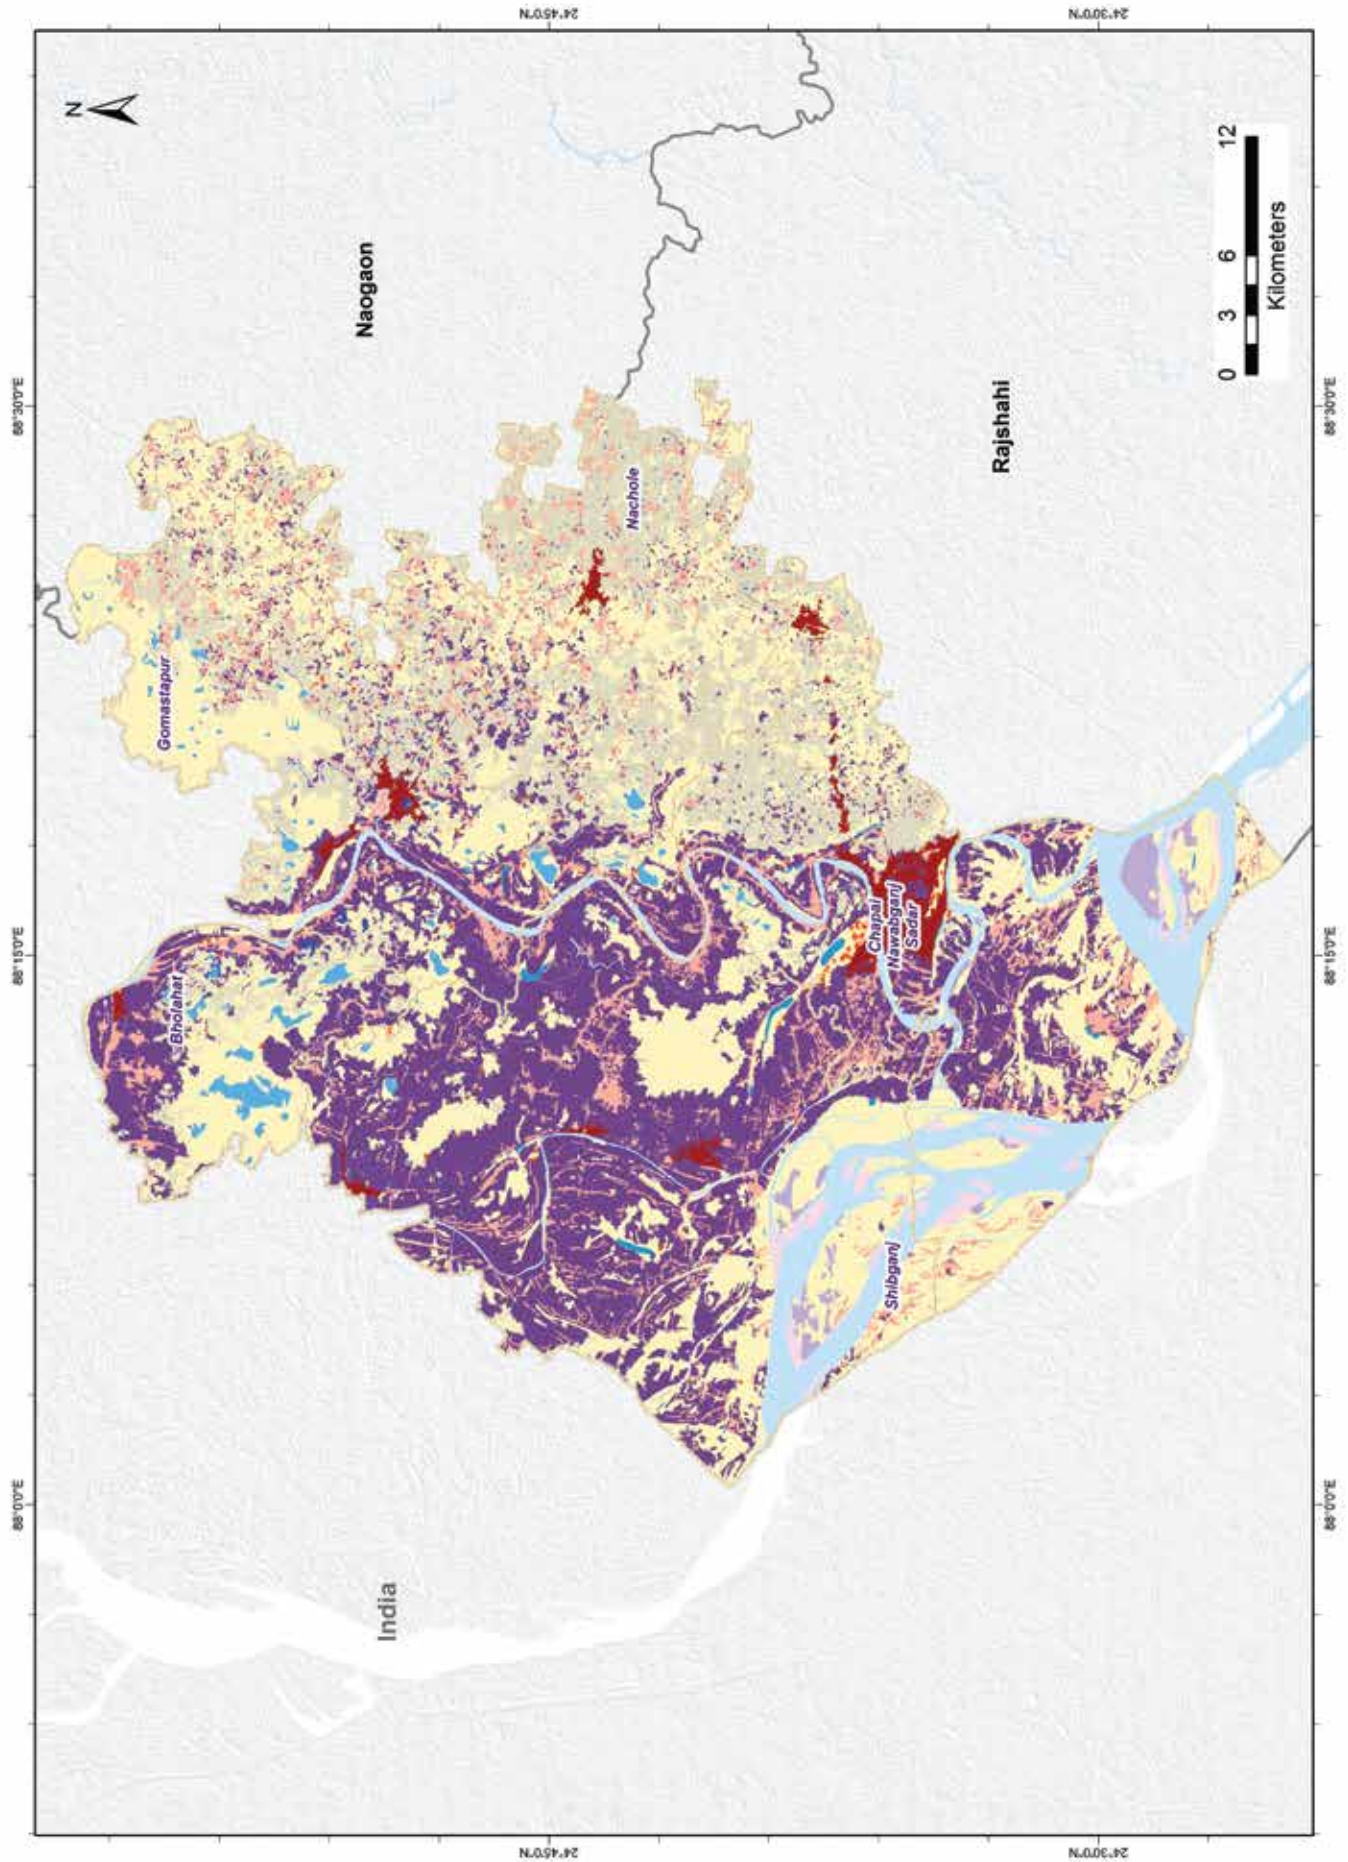 88°0'0"E 88°15'0"E 88°30'0"E
N
Gomastapur
Bholahat
Naogaon
India
24°45'0"N 24°45'0"N
Nachole
Chapai
Nawabganj
Sadar
Shibganj
Rajshahi
24°30'0"N 24°30'0"N
0 3 6 12
Kilometers
88°0'0"E 88°15'0"E 88°30'0"E